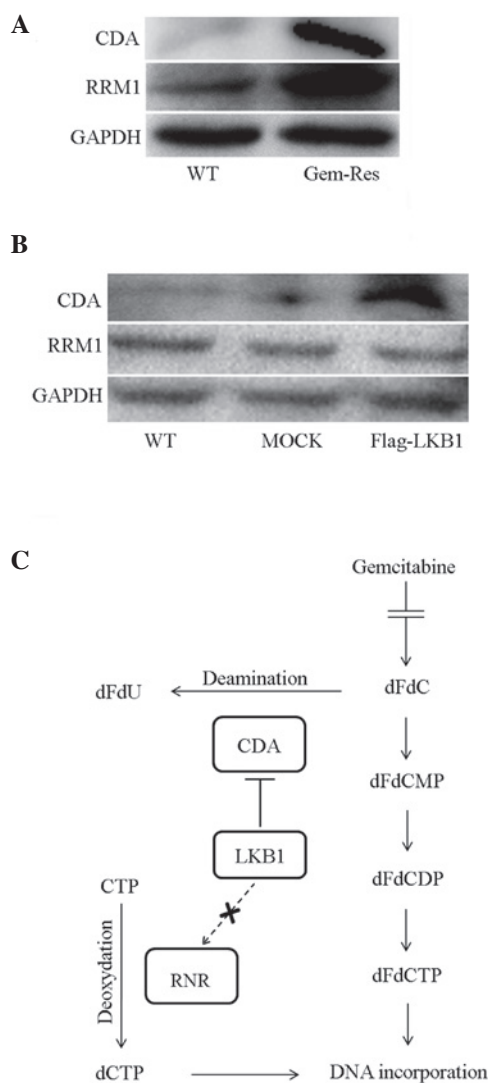 A
CDA
RRM1
GAPDH
WT Gem-Res
B
CDA
RRM1
GAPDH
WT MOCK Flag-LKB1
C
Gemcitabine
dFdU Deamination dFdC
CDA
dFdCMP
LKB1
CTP
dFdCDP
Deoxydation
RNR
dFdCTP
dCTP
DNA incorporation